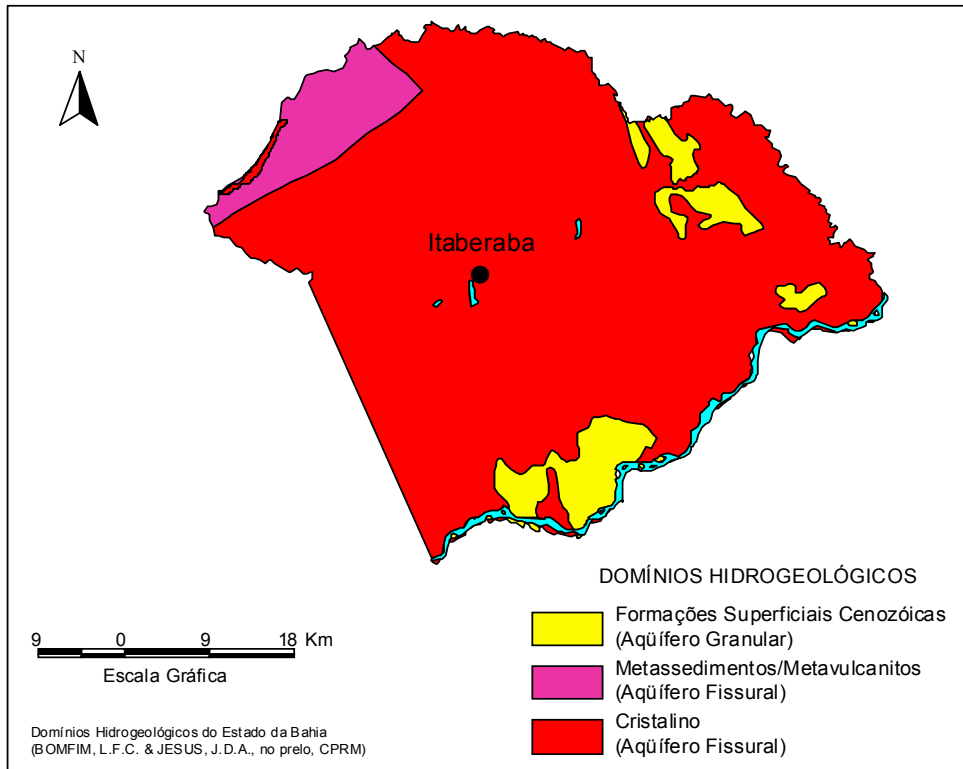 N
Itaberaba
DOMÍNIOS HIDROGEOLÓGICOS
Formações Superficiais Cenozóicas
(Aqüífero Granular)
Metassedimentos/Metavulcanitos
(Aqüífero Fissural)
Cristalino
(Aqüífero Fissural)
9 0 9 18 Km
Escala Gráfica
Domínios Hidrogeológicos do Estado da Bahia
(BOMFIM, L.F.C. & JESUS, J.D.A., no prelo, CPRM)